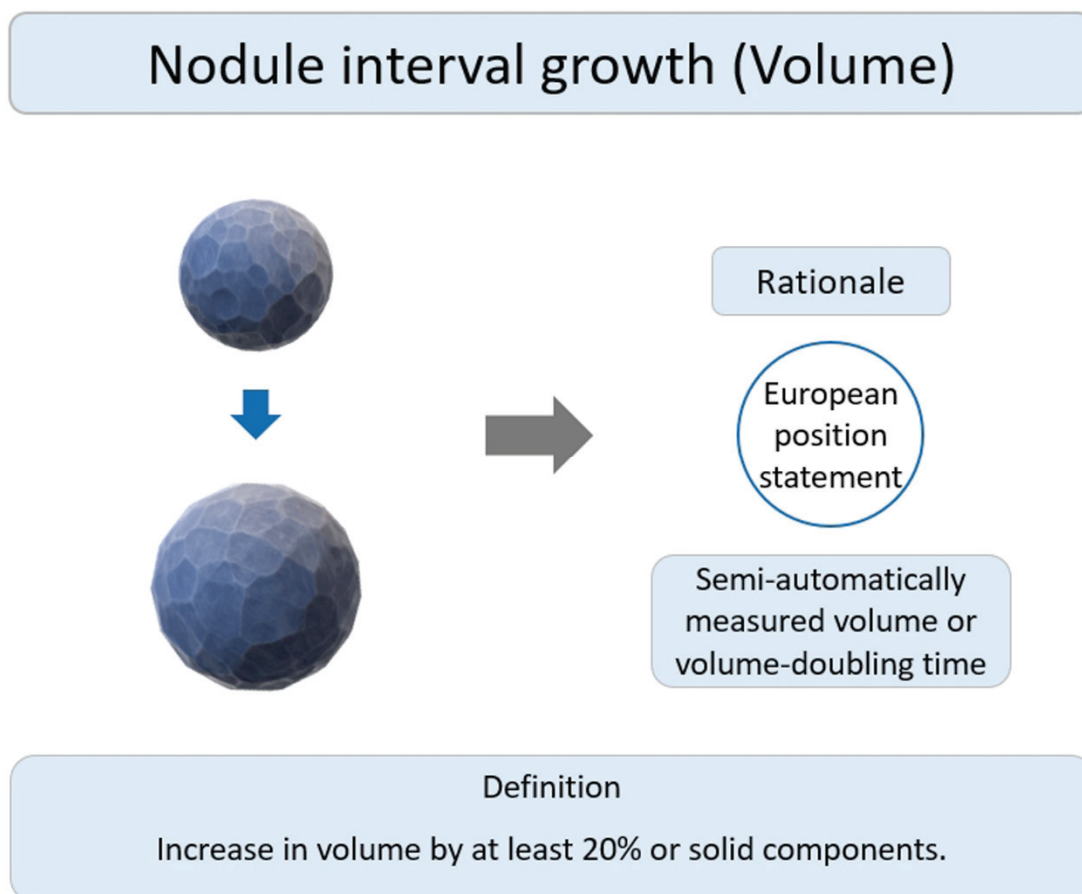 Nodule interval growth (Volume)
Rationale
European
position
statement
Semi-automatically
measured volume or
volume-doubling time
Definition
Increase in volume by at least 20% or solid components.